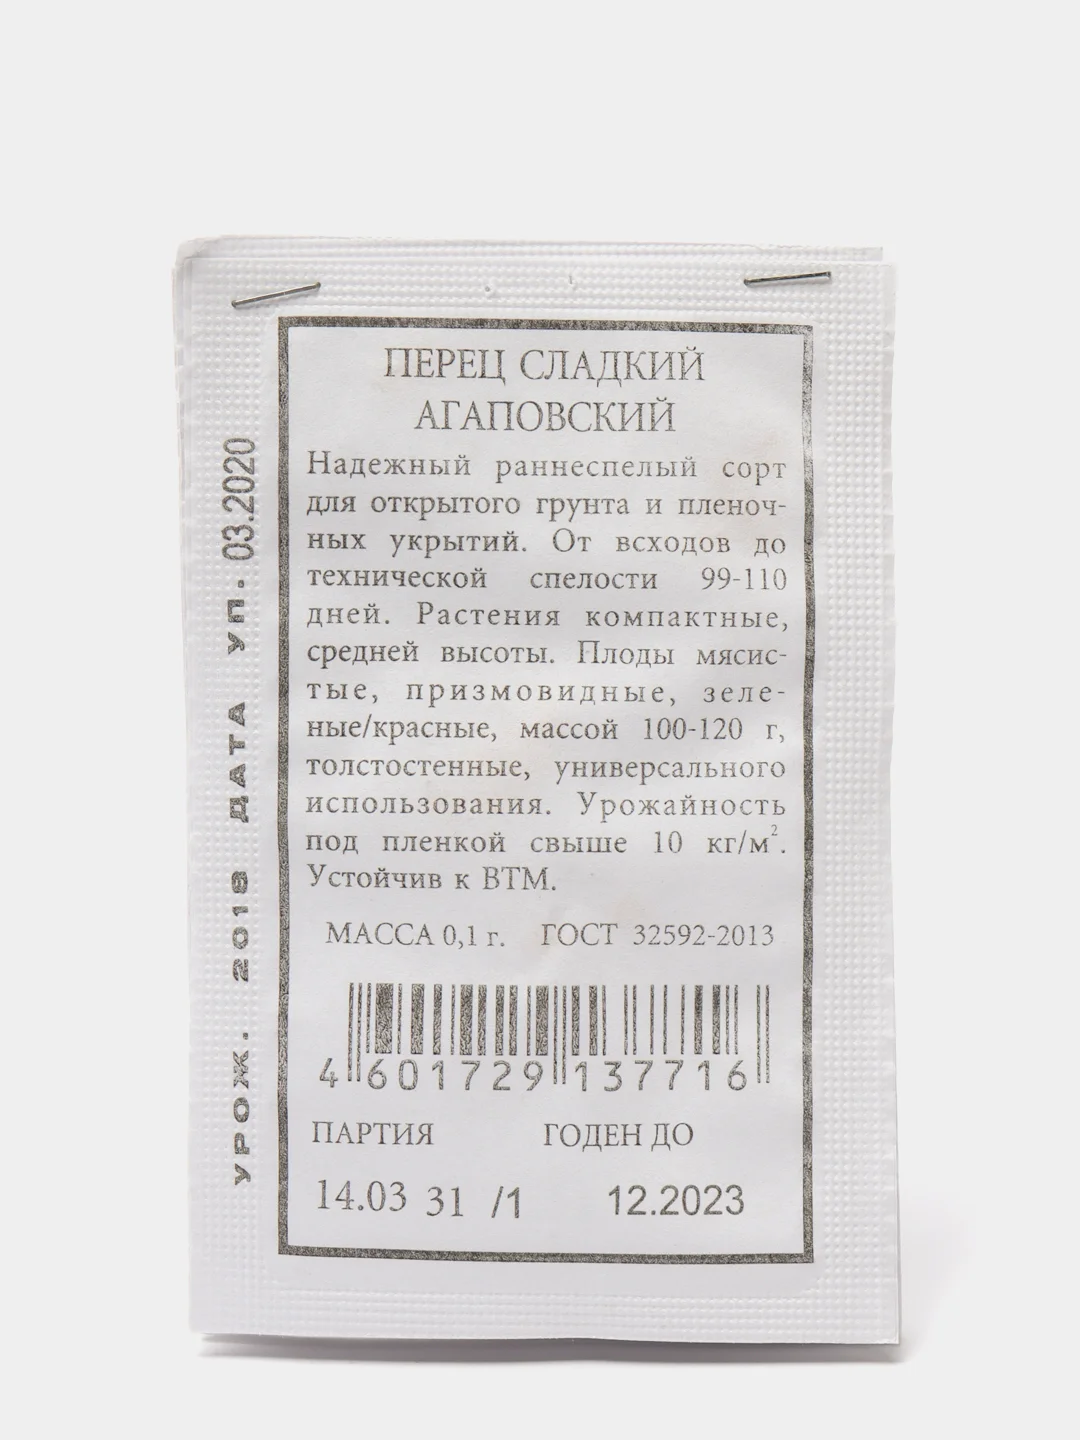 ПЕРЕЦ СЛАДКИЙ
АГАПОВСКИЙ
Надежный раннеспелый сорт
для открытого грунта и пленоч-
ных укрытий. От всходов до
технической спелости 99-110
дней. Растения компактные,
средней высоты. Плоды мясис-
тые, призмовидные, зеле-
ные/красные, массой 100-120 г,
толстостенные, универсального
использования. Урожайность
под пленкой свыше 10 кг/м².
Устойчив к ВТМ.
МАССА 0,1 г. ГОСТ 32592-2013
4 601729 137716
ПАРТИЯ ГОДЕН ДО
14.03 31 /1 12.2023
УРОЖ. 2019 ДАТА УП. 03.2020